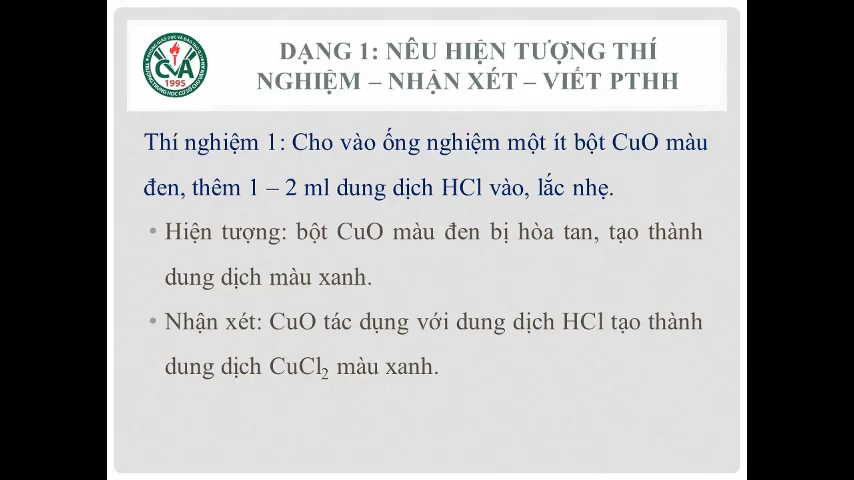 DẠNG 1: NÊU HIỆN TƯỢNG THÍ
NGHIỆM – NHẬN XÉT – VIẾT PTHH
CVA
1995
Thí nghiệm 1: Cho vào ống nghiệm một ít bột CuO màu
đen, thêm 1 – 2 ml dung dịch HCl vào, lắc nhẹ.
• Hiện tượng: bột CuO màu đen bị hòa tan, tạo thành
dung dịch màu xanh.
• Nhận xét: CuO tác dụng với dung dịch HCl tạo thành
dung dịch CuCl₂ màu xanh.